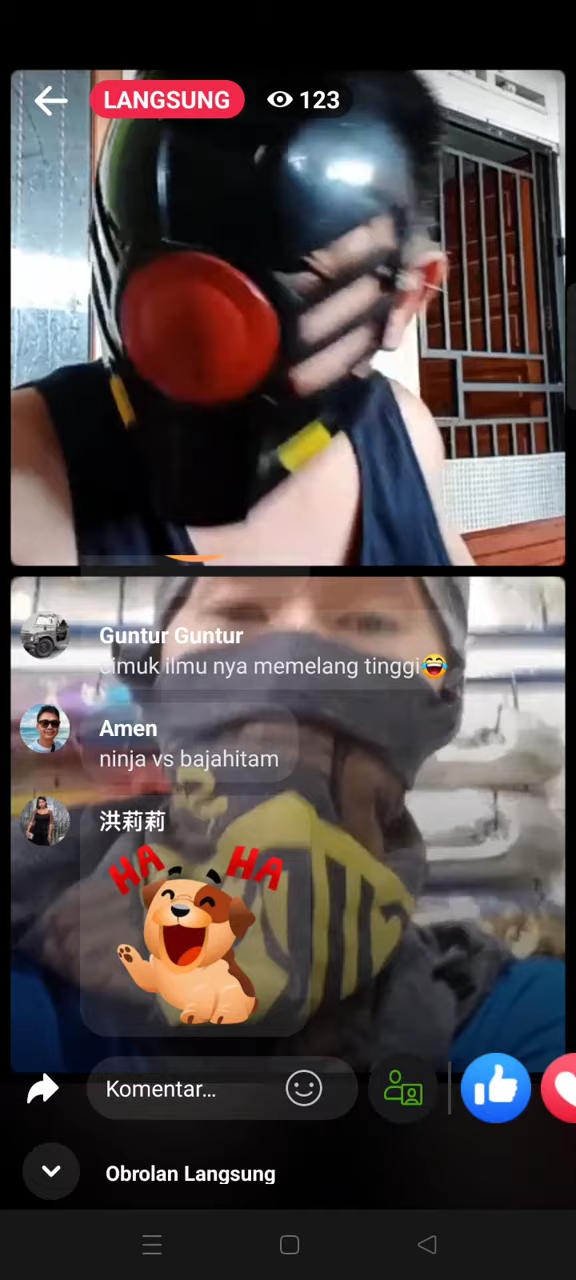 LANGSUNG
123
Guntur Guntur
cimuk ilmu nya memelang tinggi😂
Amen
ninja vs bajahitam
洪莉莉
HA HA
Komentar...
Obrolan Langsung